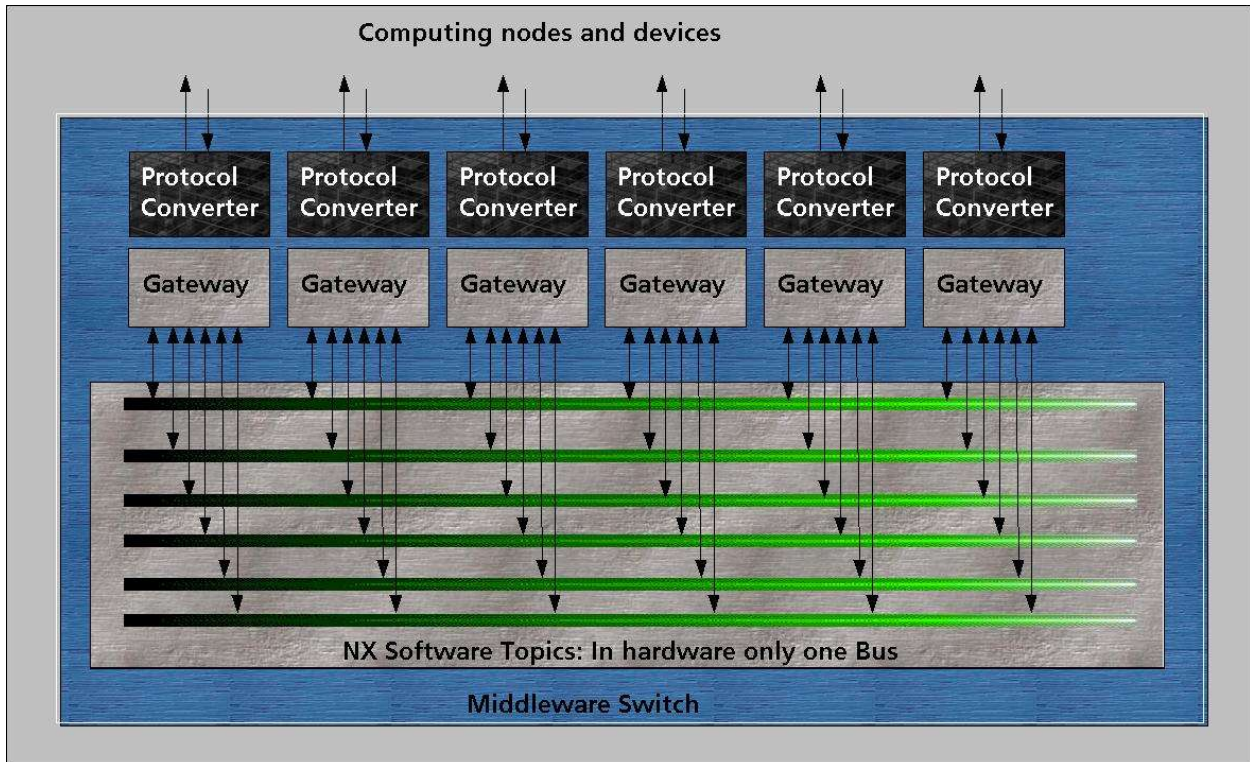 Computing nodes and devices
Protocol Converter
Protocol Converter
Protocol Converter
Protocol Converter
Protocol Converter
Protocol Converter
Gateway
Gateway
Gateway
Gateway
Gateway
Gateway
NX Software Topics: In hardware only one Bus
Middleware Switch